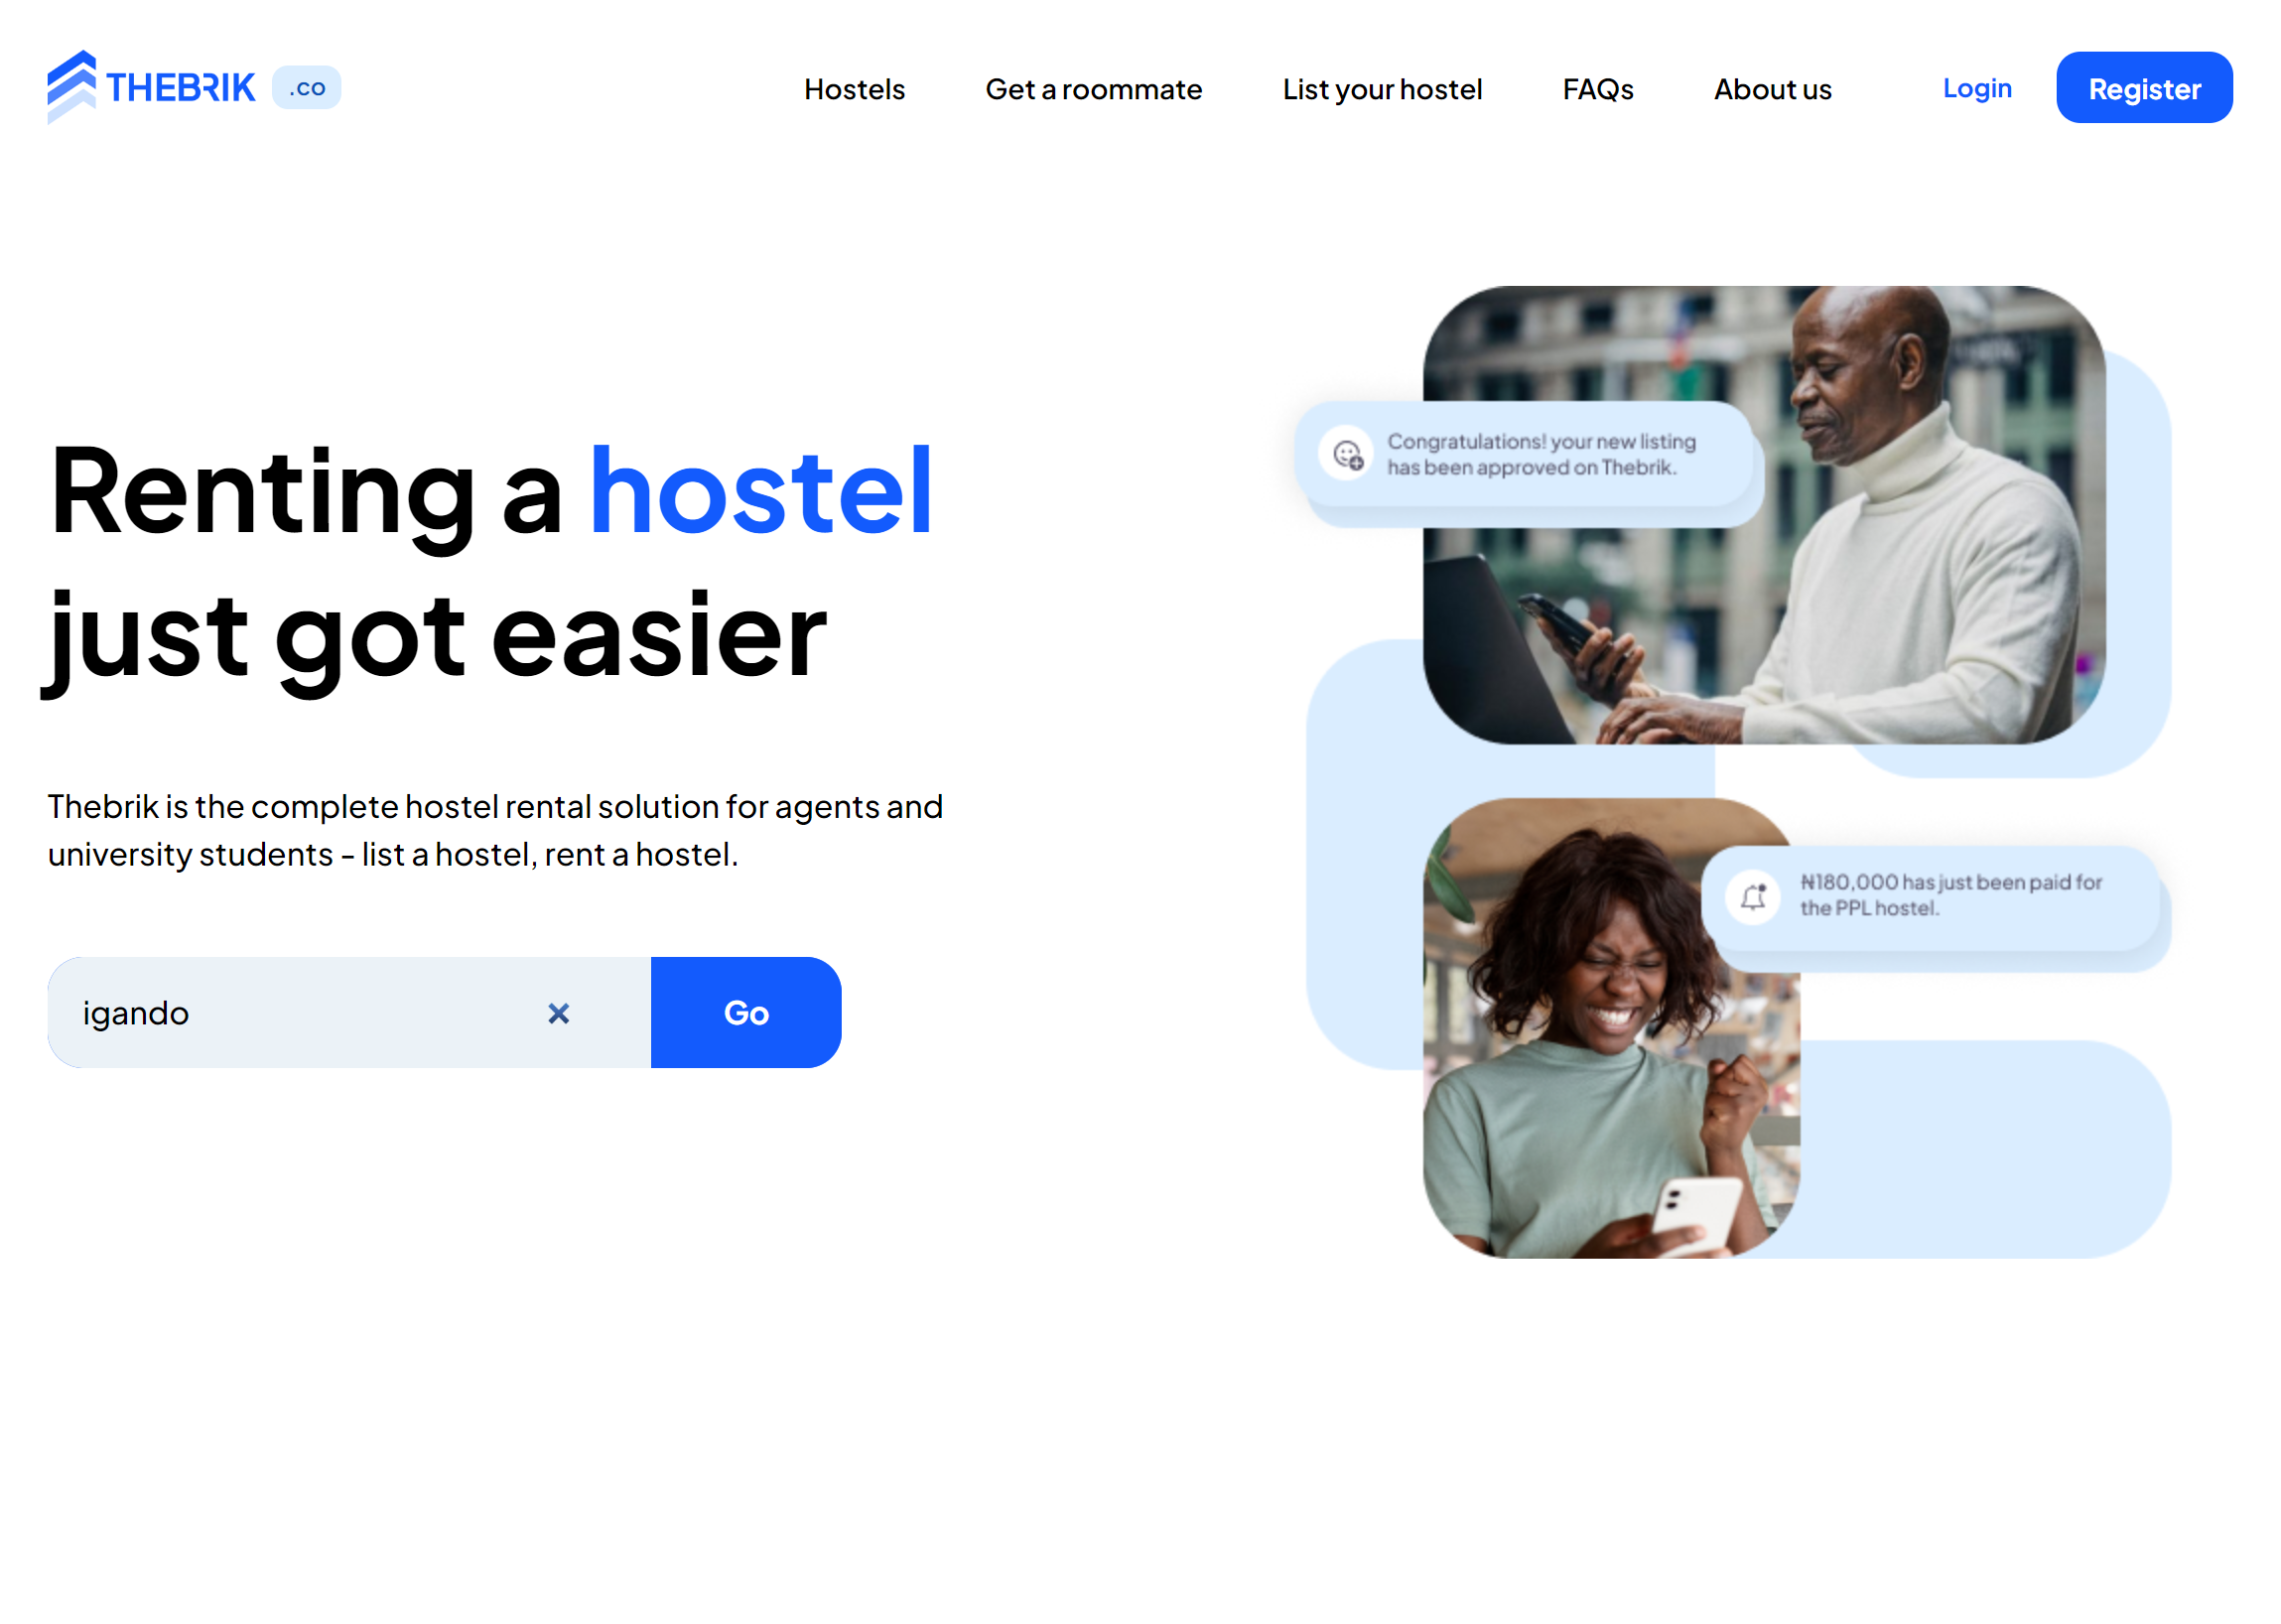 THEBRIK .co
Hostels Get a roommate List your hostel FAQs About us Login Register
Renting a hostel
just got easier
Thebrik is the complete hostel rental solution for agents and
university students - list a hostel, rent a hostel.
igando Go
Congratulations! your new listing
has been approved on Thebrik.
₦180,000 has just been paid for
the PPL hostel.